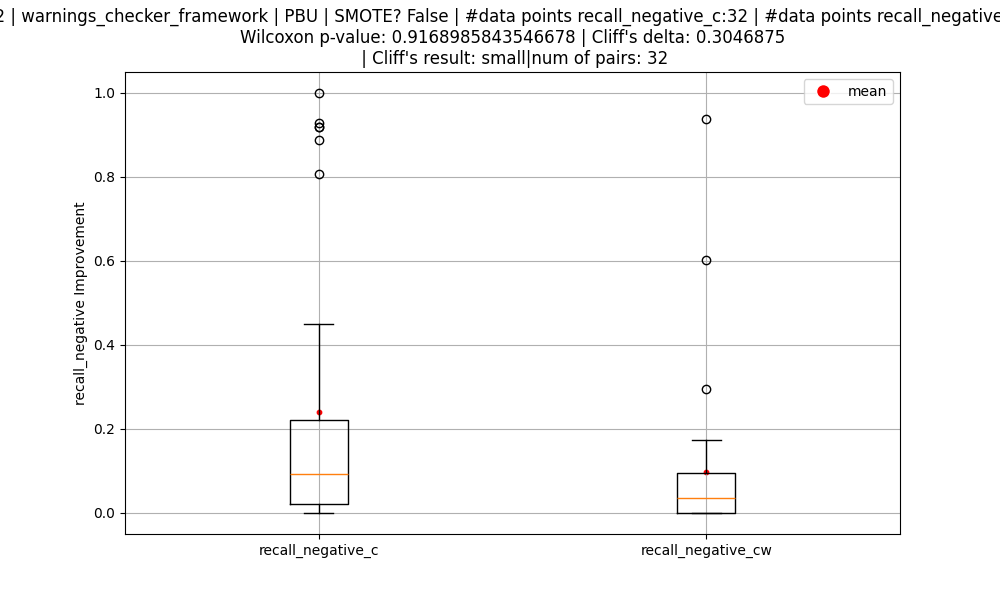 2 | warnings_checker_framework | PBU | SMOTE? False | #data points recall_negative_c:32 | #data points recall_negative
Wilcoxon p-value: 0.9168985843546678 | Cliff's delta: 0.3046875
| Cliff's result: small|num of pairs: 32
mean
1.0
0.8
0.6
0.4
0.2
0.0
recall_negative Improvement
recall_negative_c
recall_negative_cw